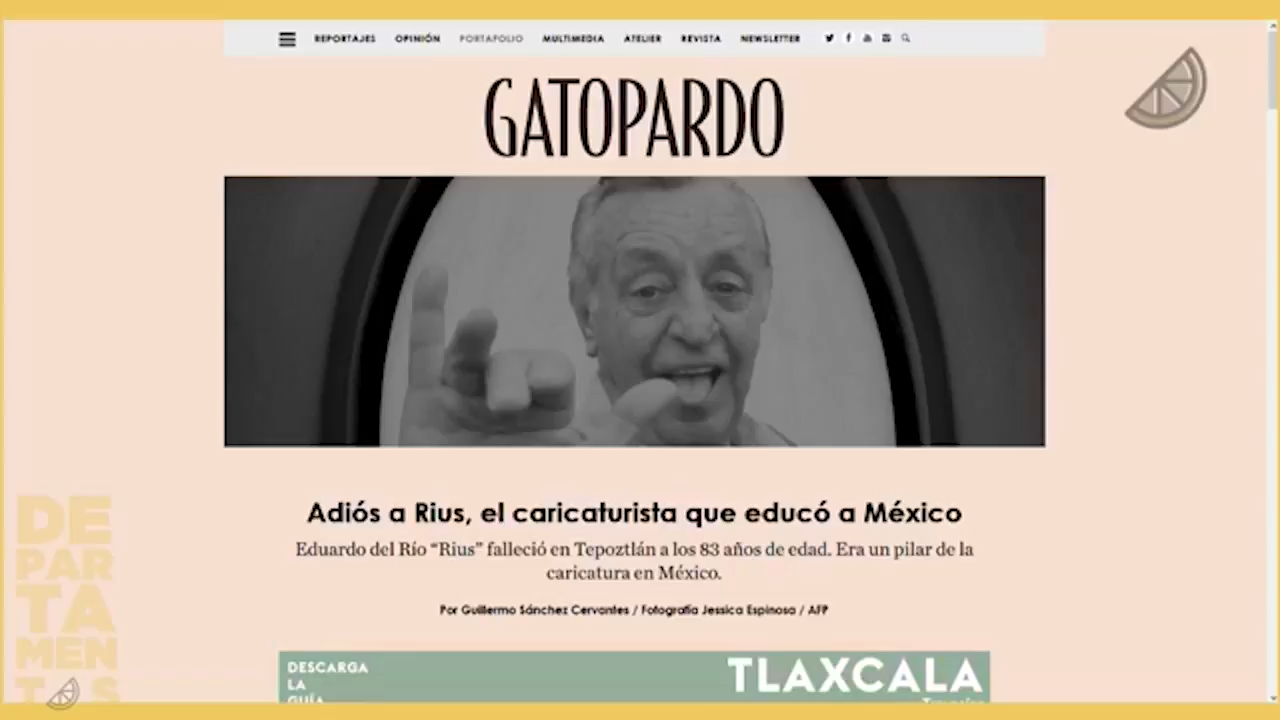 REPORTAJES OPINIÓN PORTAFOLIO MULTIMEDIA ATELIER REVISTA NEWSLETTER
GATOPARDO
Adiós a Rius, el caricaturista que educó a México
Eduardo del Río “Rius” falleció en Tepoztlán a los 83 años de edad. Era un pilar de la
caricatura en México.
Por Guillermo Sánchez Cervantes / Fotografía Jessica Espinosa / AFP
DESCARGA
LA
GUÍA
TLAXCALA
DE
PAR
TA
MEN
T S